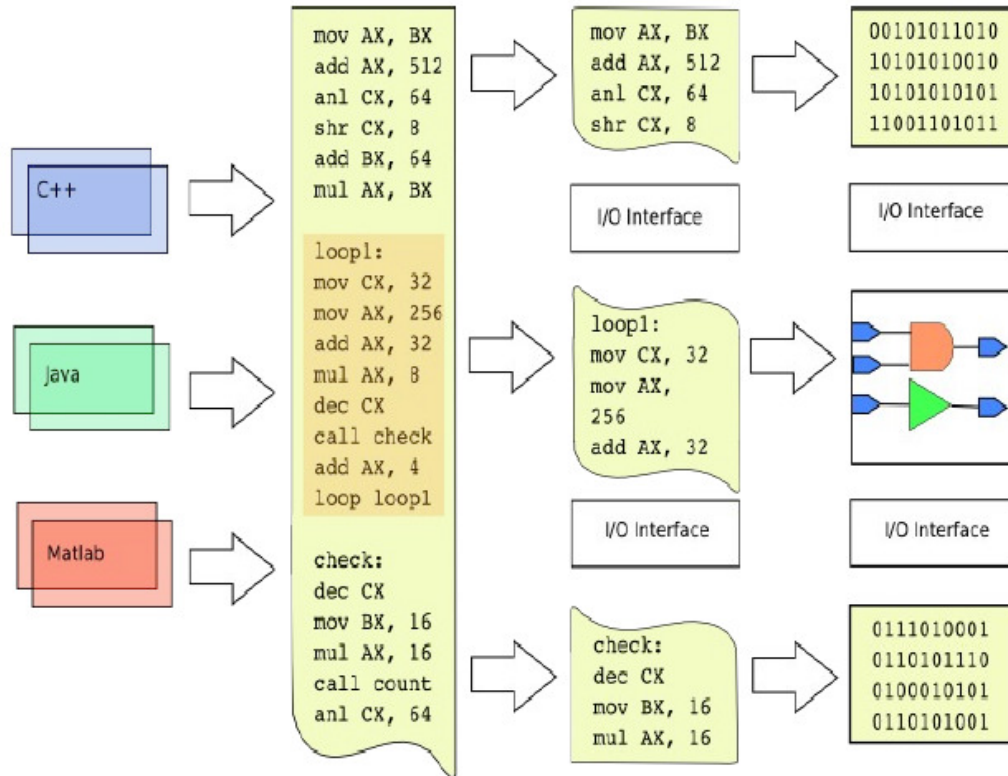 C++
Java
Matlab
mov AX, BX
add AX, 512
anl CX, 64
shr CX, 8
add BX, 64
mul AX, BX
loop1:
mov CX, 32
mov AX, 256
add AX, 32
mul AX, 8
dec CX
call check
add AX, 4
loop loop1
check:
dec CX
mov BX, 16
mul AX, 16
call count
anl CX, 64
mov AX, BX
add AX, 512
anl CX, 64
shr CX, 8
I/O Interface
loop1:
mov CX, 32
mov AX,
256
add AX, 32
I/O Interface
check:
dec CX
mov BX, 16
mul AX, 16
00101011010
10101010010
10101010101
11001101011
I/O Interface
I/O Interface
0111010001
0110101110
0100010101
0110101001